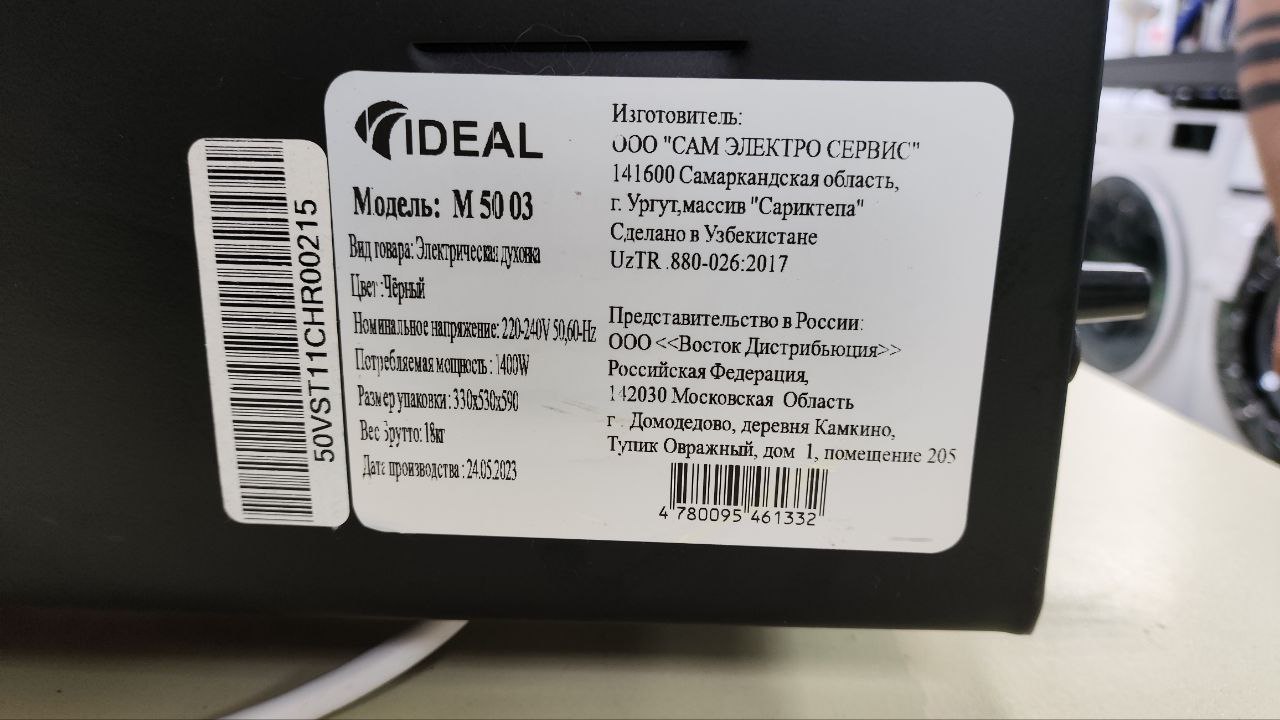 IDEAL
Модель: М 50 03
Вид товара: Электрическая духовка
Цвет :Чёрный
Номинальное напряжение: 220-240V 50,60-Hz
Потребляемая мощность : 1400W
Размер упаковки : 330x530x590
Вес Брутто: 18кг
Дата производства : 24.05.2023
Изготовитель:
ООО "САМ ЭЛЕКТРО СЕРВИС"
141600 Самаркандская область,
г. Ургут,массив "Сариктепа"
Сделано в Узбекистане
UzTR .880-026:2017
Представительство в России:
ООО <<Восток Дистрибьюция>>
Российская Федерация,
142030 Московская Область
г . Домодедово, деревня Камкино,
Тупик Овражный, дом 1, помещение 205
4 780095 461332
50VST11CHR00215